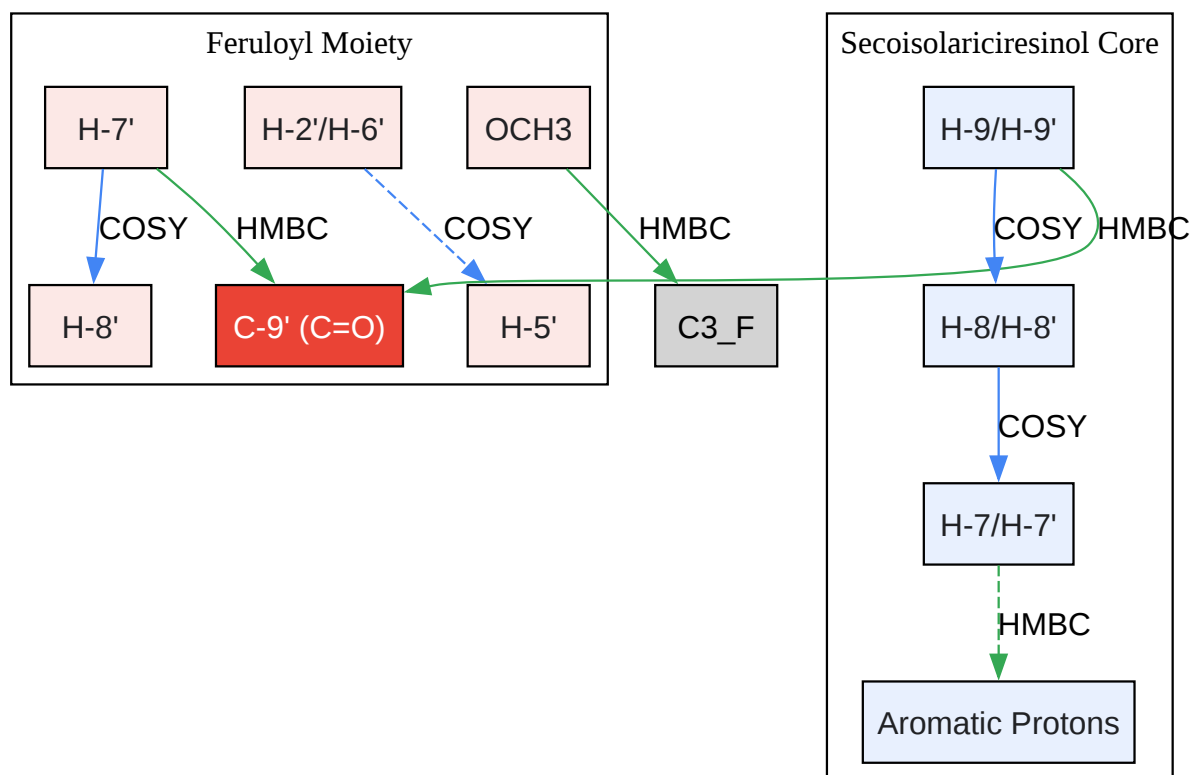 Feruloyl Moiety
Secoisolariciresinol Core
H-7'
H-2'/H-6'
OCH3
H-9/H-9'
COSY
HMBC
COSY
HMBC
COSY
HMBC
H-8'
C-9' (C=O)
H-5'
C3_F
H-8/H-8'
COSY
H-7/H-7'
HMBC
Aromatic Protons